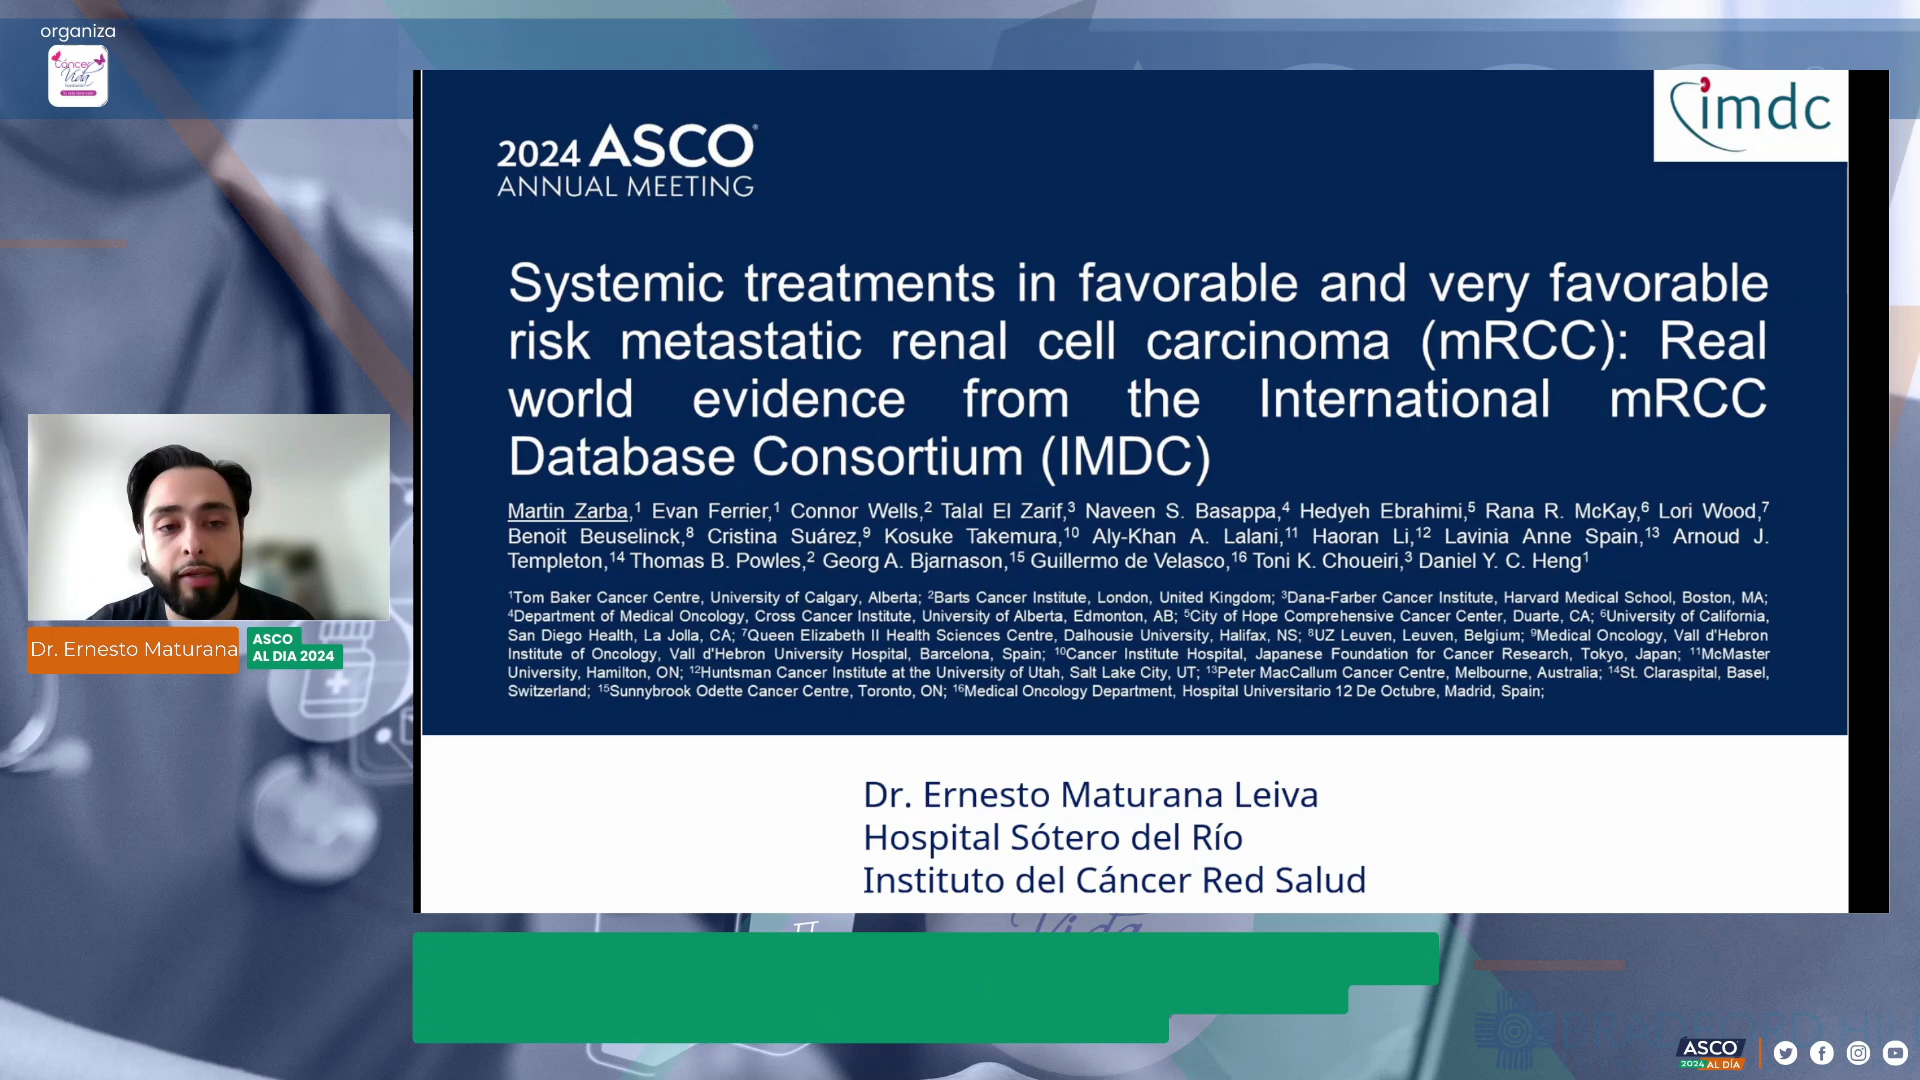 organiza
Cáncer
Vida
imdc
2024 ASCO
ANNUAL MEETING
Systemic treatments in favorable and very favorable
risk metastatic renal cell carcinoma (mRCC): Real
world evidence from the International mRCC
Database Consortium (IMDC)
Martin Zarba,¹ Evan Ferrier,¹ Connor Wells,² Talal El Zarif,³ Naveen S. Basappa,⁴ Hedyeh Ebrahimi,⁵ Rana R. McKay,⁶ Lori Wood,⁷
Benoit Beuselinck,⁸ Cristina Suárez,⁹ Kosuke Takemura,¹⁰ Aly-Khan A. Lalani,¹¹ Haoran Li,¹² Lavinia Anne Spain,¹³ Arnoud J.
Templeton,¹⁴ Thomas B. Powles,² Georg A. Bjarnason,¹⁵ Guillermo de Velasco,¹⁶ Toni K. Choueiri,³ Daniel Y. C. Heng¹
¹Tom Baker Cancer Centre, University of Calgary, Alberta; ²Barts Cancer Institute, London, United Kingdom; ³Dana-Farber Cancer Institute, Harvard Medical School, Boston, MA;
⁴Department of Medical Oncology, Cross Cancer Institute, University of Alberta, Edmonton, AB; ⁵City of Hope Comprehensive Cancer Center, Duarte, CA; ⁶University of California,
San Diego Health, La Jolla, CA; ⁷Queen Elizabeth II Health Sciences Centre, Dalhousie University, Halifax, NS; ⁸UZ Leuven, Leuven, Belgium; ⁹Medical Oncology, Vall d'Hebron
Institute of Oncology, Vall d'Hebron University Hospital, Barcelona, Spain; ¹⁰Cancer Institute Hospital, Japanese Foundation for Cancer Research, Tokyo, Japan; ¹¹McMaster
University, Hamilton, ON; ¹²Huntsman Cancer Institute at the University of Utah, Salt Lake City, UT; ¹³Peter MacCallum Cancer Centre, Melbourne, Australia; ¹⁴St. Claraspital, Basel,
Switzerland; ¹⁵Sunnybrook Odette Cancer Centre, Toronto, ON; ¹⁶Medical Oncology Department, Hospital Universitario 12 De Octubre, Madrid, Spain;
Dr. Ernesto Maturana
ASCO
AL DIA 2024
Dr. Ernesto Maturana Leiva
Hospital Sótero del Río
Instituto del Cáncer Red Salud
Vida
ASCO
2024 AL DÍA